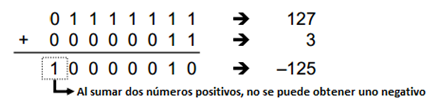 0 1 1 1 1 1 1 1 ➔ 127
+ 0 0 0 0 0 0 1 1 ➔ 3
1 0 0 0 0 0 1 0 ➔ –125
Al sumar dos números positivos, no se puede obtener uno negativo